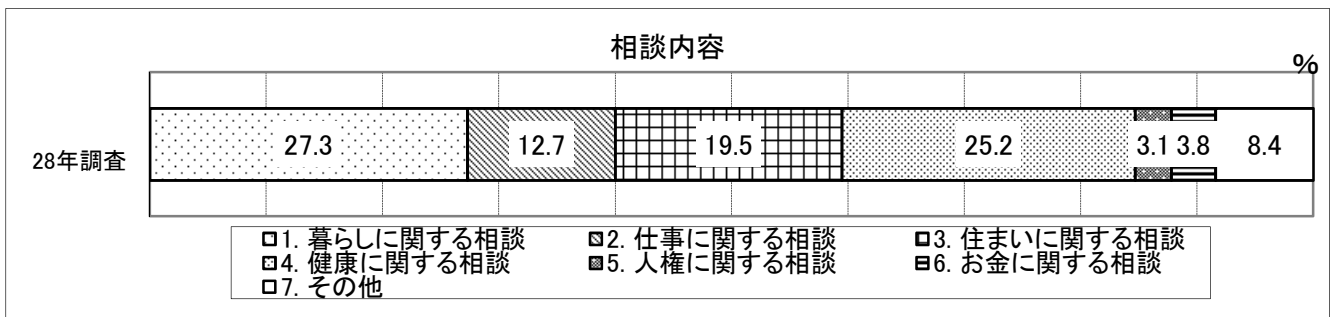 相談内容
%
28年調査
27.3 12.7 19.5 25.2 3.1 3.8 8.4
1. 暮らしに関する相談 2. 仕事に関する相談 3. 住まいに関する相談
4. 健康に関する相談 5. 人権に関する相談 6. お金に関する相談
7. その他